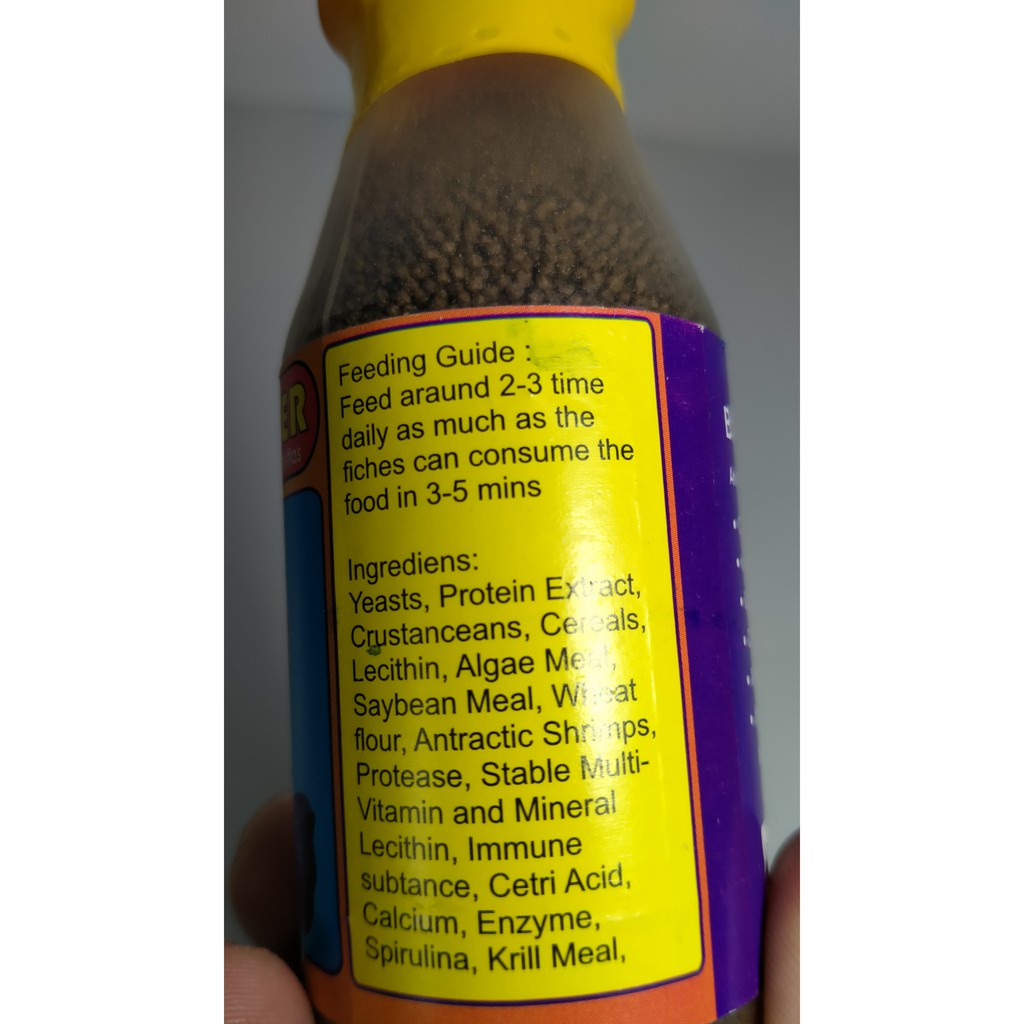 Feeding Guide :
Feed araund 2-3 time
daily as much as the
fiches can consume the
food in 3-5 mins
Ingrediens:
Yeasts, Protein Extract,
Crustanceans, Cereals,
Lecithin, Algae Meal,
Saybean Meal, Wheat
flour, Antractic Shrimps,
Protease, Stable Multi-
Vitamin and Mineral
Lecithin, Immune
subtance, Cetri Acid,
Calcium, Enzyme,
Spirulina, Krill Meal,